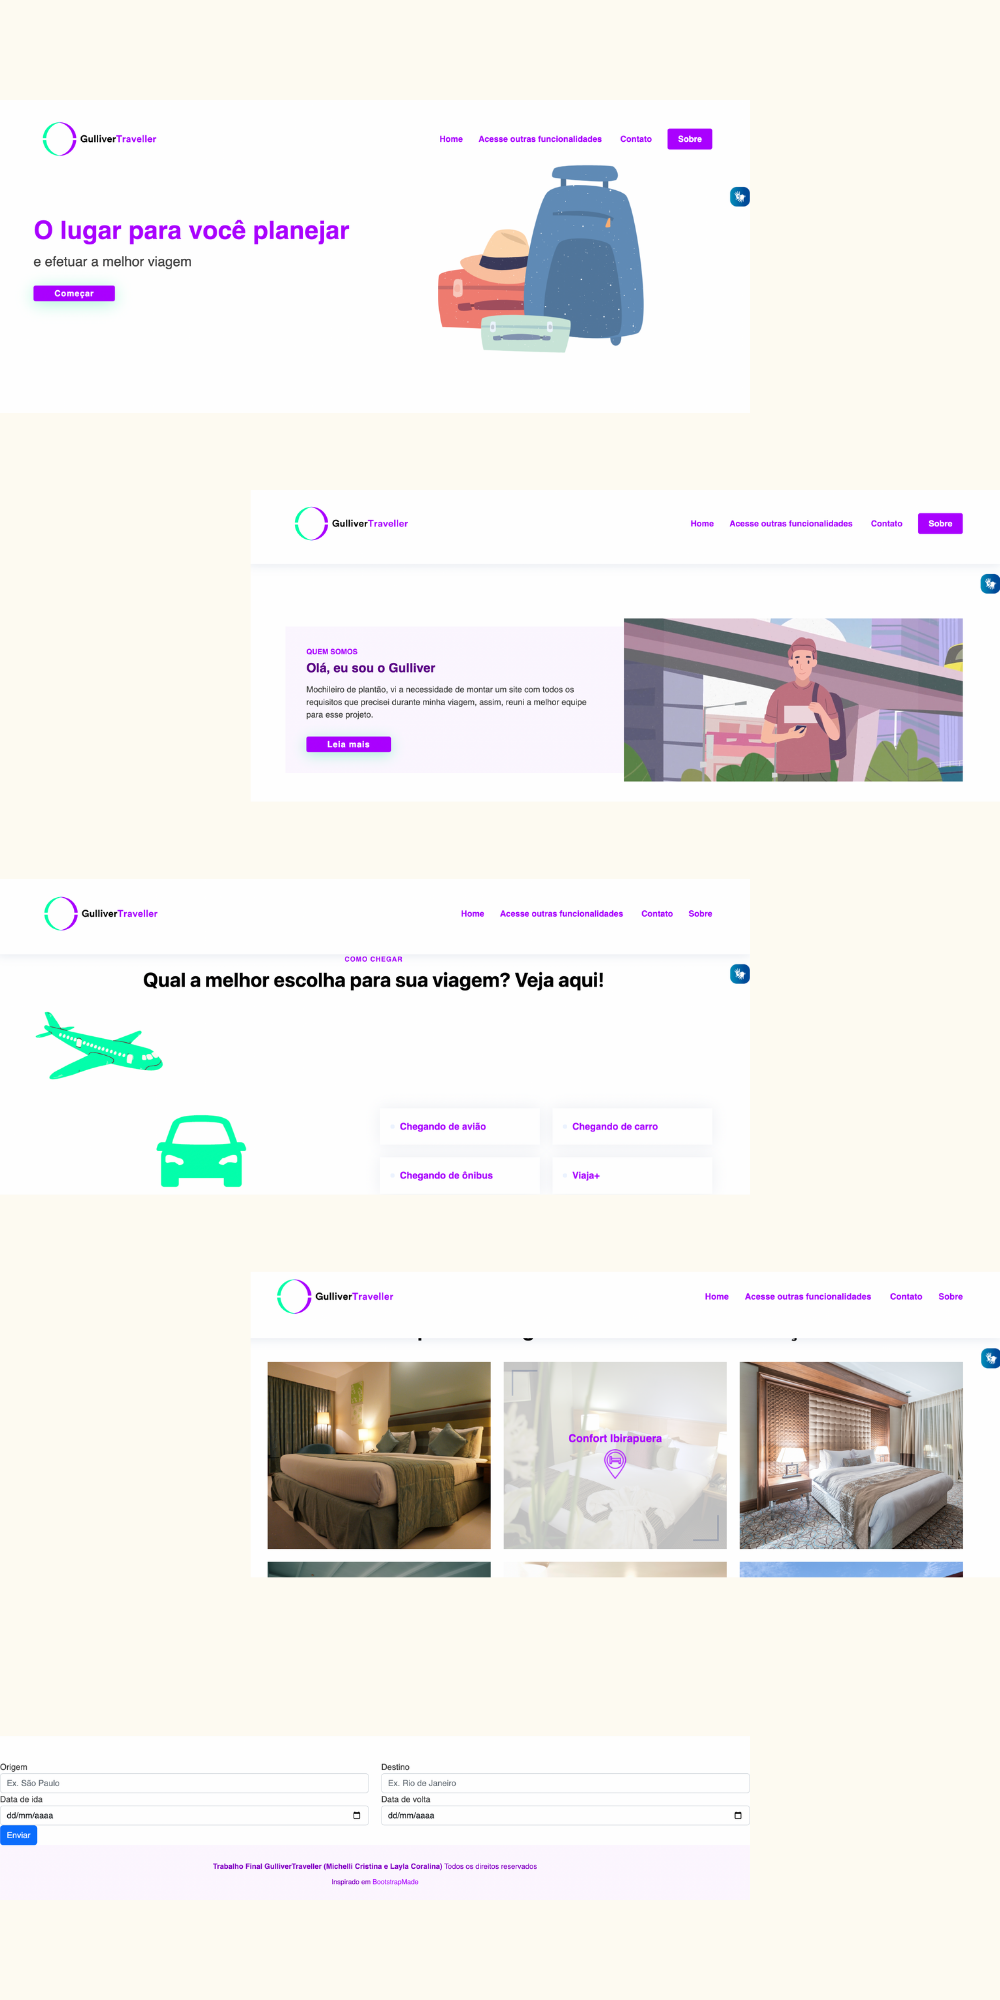 GulliverTraveller
Home Acesse outras funcionalidades Contato Sobre
O lugar para você planejar
e efetuar a melhor viagem
Começar
GulliverTraveller
Home Acesse outras funcionalidades Contato Sobre
QUEM SOMOS
Olá, eu sou o Gulliver
Mochileiro de plantão, vi a necessidade de montar um site com todos os
requisitos que precisei durante minha viagem, assim, reuni a melhor equipe
para esse projeto.
Leia mais
GulliverTraveller
Home Acesse outras funcionalidades Contato Sobre
COMO CHEGAR
Qual a melhor escolha para sua viagem? Veja aqui!
Chegando de avião
Chegando de carro
Chegando de ônibus
Viaja+
GulliverTraveller
Home Acesse outras funcionalidades Contato Sobre
Confort Ibirapuera
Origem
Ex. São Paulo
Destino
Ex. Rio de Janeiro
Data de ida
dd/mm/aaaa
Data de volta
dd/mm/aaaa
Enviar
Trabalho Final GulliverTraveller (Michelli Cristina e Layla Coralina) Todos os direitos reservados
Inspirado em BootstrapMado